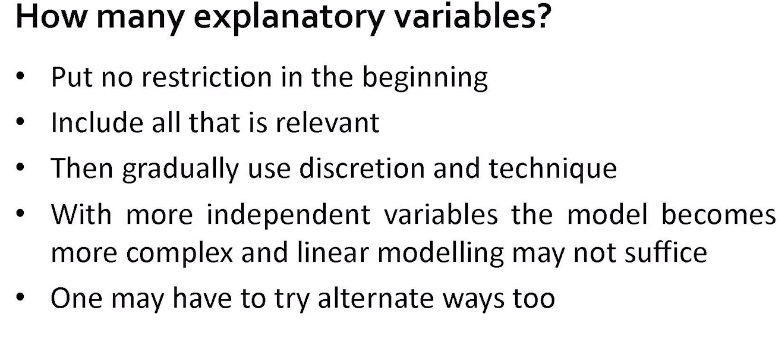 How many explanatory variables?
• Put no restriction in the beginning
• Include all that is relevant
• Then gradually use discretion and technique
• With more independent variables the model becomes
more complex and linear modelling may not suffice
• One may have to try alternate ways too